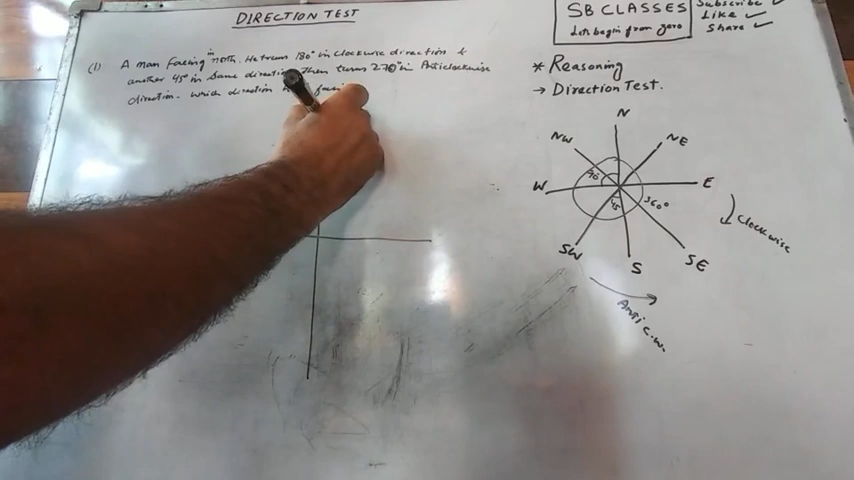 DIRECTION TEST
(1) A man facing in north. He turns 180° in clockwise direction &
another 45° in Same direction. Then turns 270° in Anticlockwise
direction. Which direction
SB CLASSES
Lets begin from zero
Subscribe ✓
Like ✓
Share ✓
* Reasoning
→ Direction Test.
N
NW
NE
W
90°
E
45
360°
Clockwise
SW
S
SE
Anti c.w.